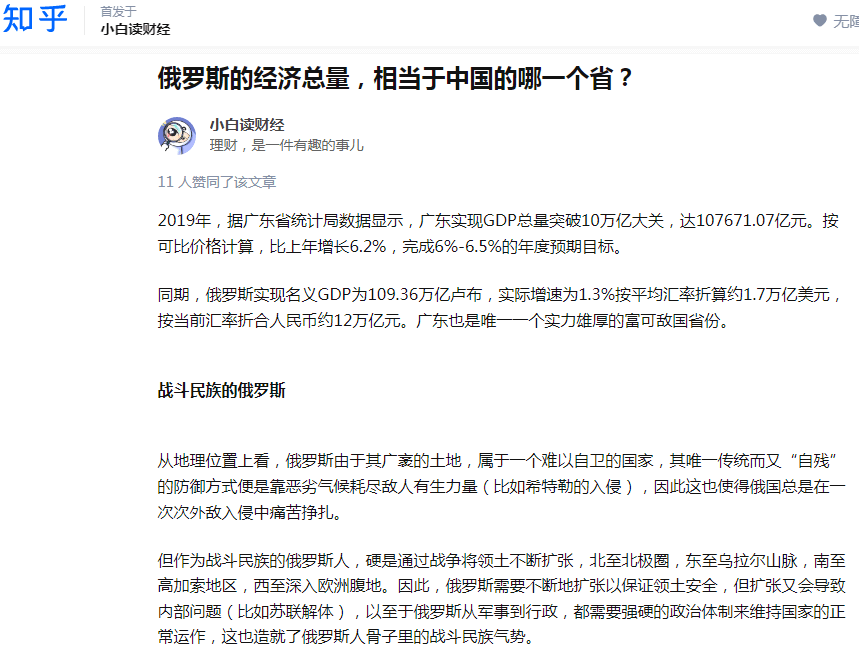 知乎
首发于
小白读财经
俄罗斯的经济总量，相当于中国的哪一个省？
小白读财经
理财，是一件有趣的事儿
11 人赞同了该文章
2019年，据广东省统计局数据显示，广东实现GDP总量突破10万亿大关，达107671.07亿元。按
可比价格计算，比上年增长6.2%，完成6%-6.5%的年度预期目标。
同期，俄罗斯实现名义GDP为109.36万亿卢布，实际增速为1.3%按平均汇率折算约1.7万亿美元，
按当前汇率折合人民币约12万亿元。广东也是唯一一个实力雄厚的富可敌国省份。
战斗民族的俄罗斯
从地理位置上看，俄罗斯由于其广袤的土地，属于一个难以自卫的国家，其唯一传统而又“自残”
的防御方式便是靠恶劣气候耗尽敌人有生力量（比如希特勒的入侵），因此这也使得俄国总是在一
次次外敌入侵中痛苦挣扎。
但作为战斗民族的俄罗斯人，硬是通过战争将领土不断扩张，北至北极圈，东至乌拉尔山脉，南至
高加索地区，西至深入欧洲腹地。因此，俄罗斯需要不断地扩张以保证领土安全，但扩张又会导致
内部问题（比如苏联解体），以至于俄罗斯从军事到行政，都需要强硬的政治体制来维持国家的正
常运作，这也造就了俄罗斯人骨子里的战斗民族气势。